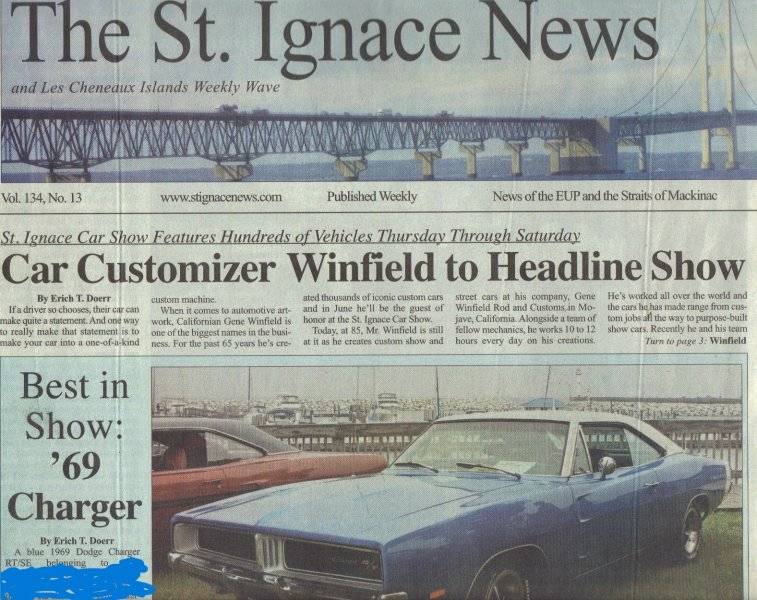 The St. Ignace News
and Les Cheneaux Islands Weekly Wave
Vol. 134, No. 13
www.stignacenews.com
Published Weekly
News of the EUP and the Straits of Mackinac
St. Ignace Car Show Features Hundreds of Vehicles Thursday Through Saturday
Car Customizer Winfield to Headline Show
By Erich T. Doerr
If a driver so chooses, their car can
make quite a statement. And one way
to really make that statement is to
make your car into a one-of-a-kind
custom machine.
When it comes to automotive art-
work, Californian Gene Winfield is
one of the biggest names in the busi-
ness. For the past 65 years he's cre-
ated thousands of iconic custom cars
and in June he'll be the guest of
honor at the St. Ignace Car Show.
Today, at 85, Mr. Winfield is still
at it as he creates custom show and
street cars at his company, Gene
Winfield Rod and Customs, in Mo-
jave, California. Alongside a team of
fellow mechanics, he works 10 to 12
hours every day on his creations.
He's worked all over the world and
the cars he has made range from cus-
tom jobs all the way to purpose-built
show cars. Recently he and his team
Turn to page 3: Winfield
Best in
Show:
'69
Charger
By Erich T. Doerr
A blue 1969 Dodge Charger
RT/SE belonging to